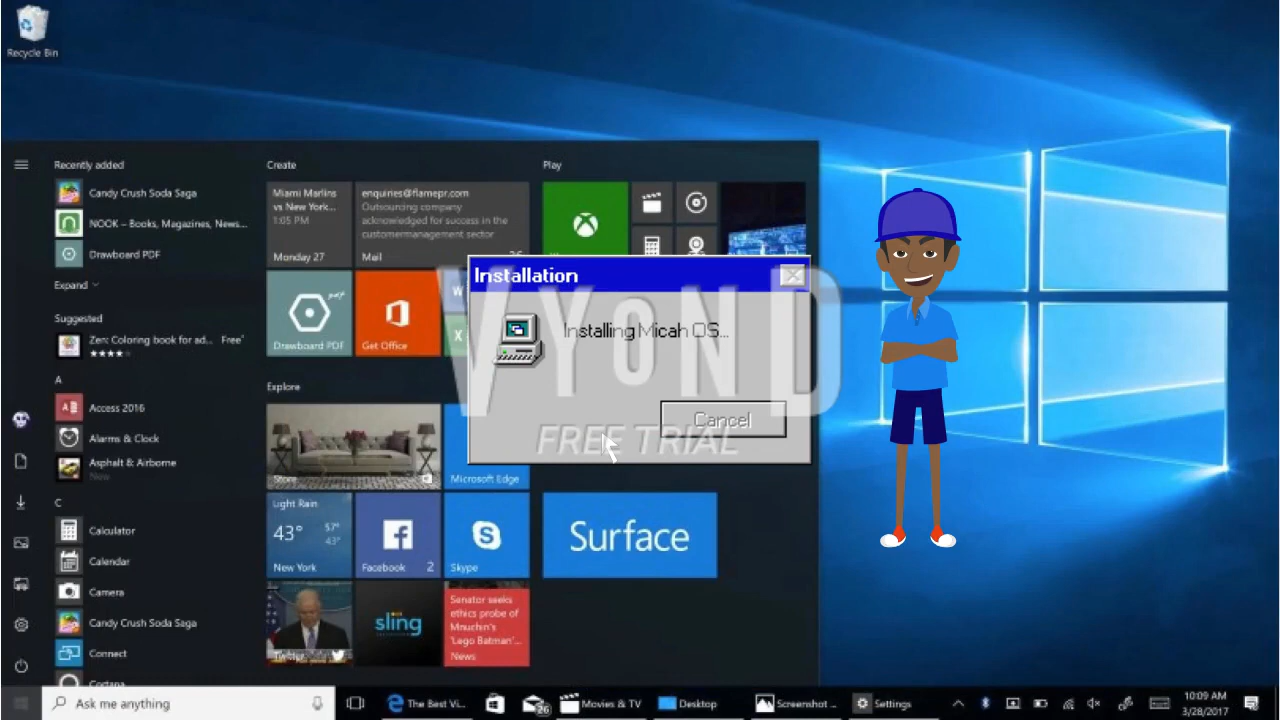 Recycle Bin
Recently added
Candy Crush Soda Saga
NOOK – Books, Magazines, News...
Drawboard PDF
Expand
Suggested
Zen: Coloring book for ad... Free*
A
Access 2016
Alarms & Clock
Asphalt & Airborne
New
C
Calculator
Calendar
Camera
Candy Crush Soda Saga
Connect
Cortana
Create
Miami Marlins
vs New York...
1:05 PM
Monday 27
enquiries@flamepr.com
Outsourcing company
acknowledged for success in the
customermanagement sector
Mail
26
Drawboard PDF
Get Office
Play
Explore
Store
Microsoft Edge
Light Rain
43° 57°
43°
New York
Facebook 2
Skype
Surface
Twitter
sling
Senator seeks
ethics probe of
Mnuchin's
'Lego Batman'...
News
Installation
Installing Micah OS...
Cancel
VYOND
FREE TRIAL
Ask me anything
The Best Vi...
26
Movies & TV
Desktop
Screenshot ...
Settings
10:09 AM
3/28/2017